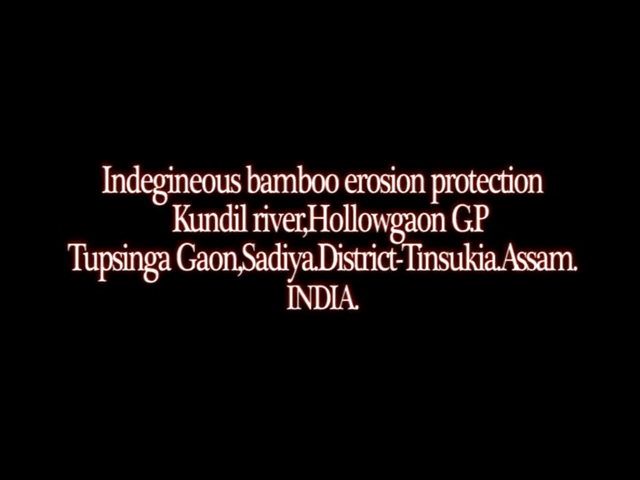 Indegineous bamboo erosion protection
Kundil river,Hollowgaon G.P
Tupsinga Gaon,Sadiya.District-Tinsukia.Assam.
INDIA.